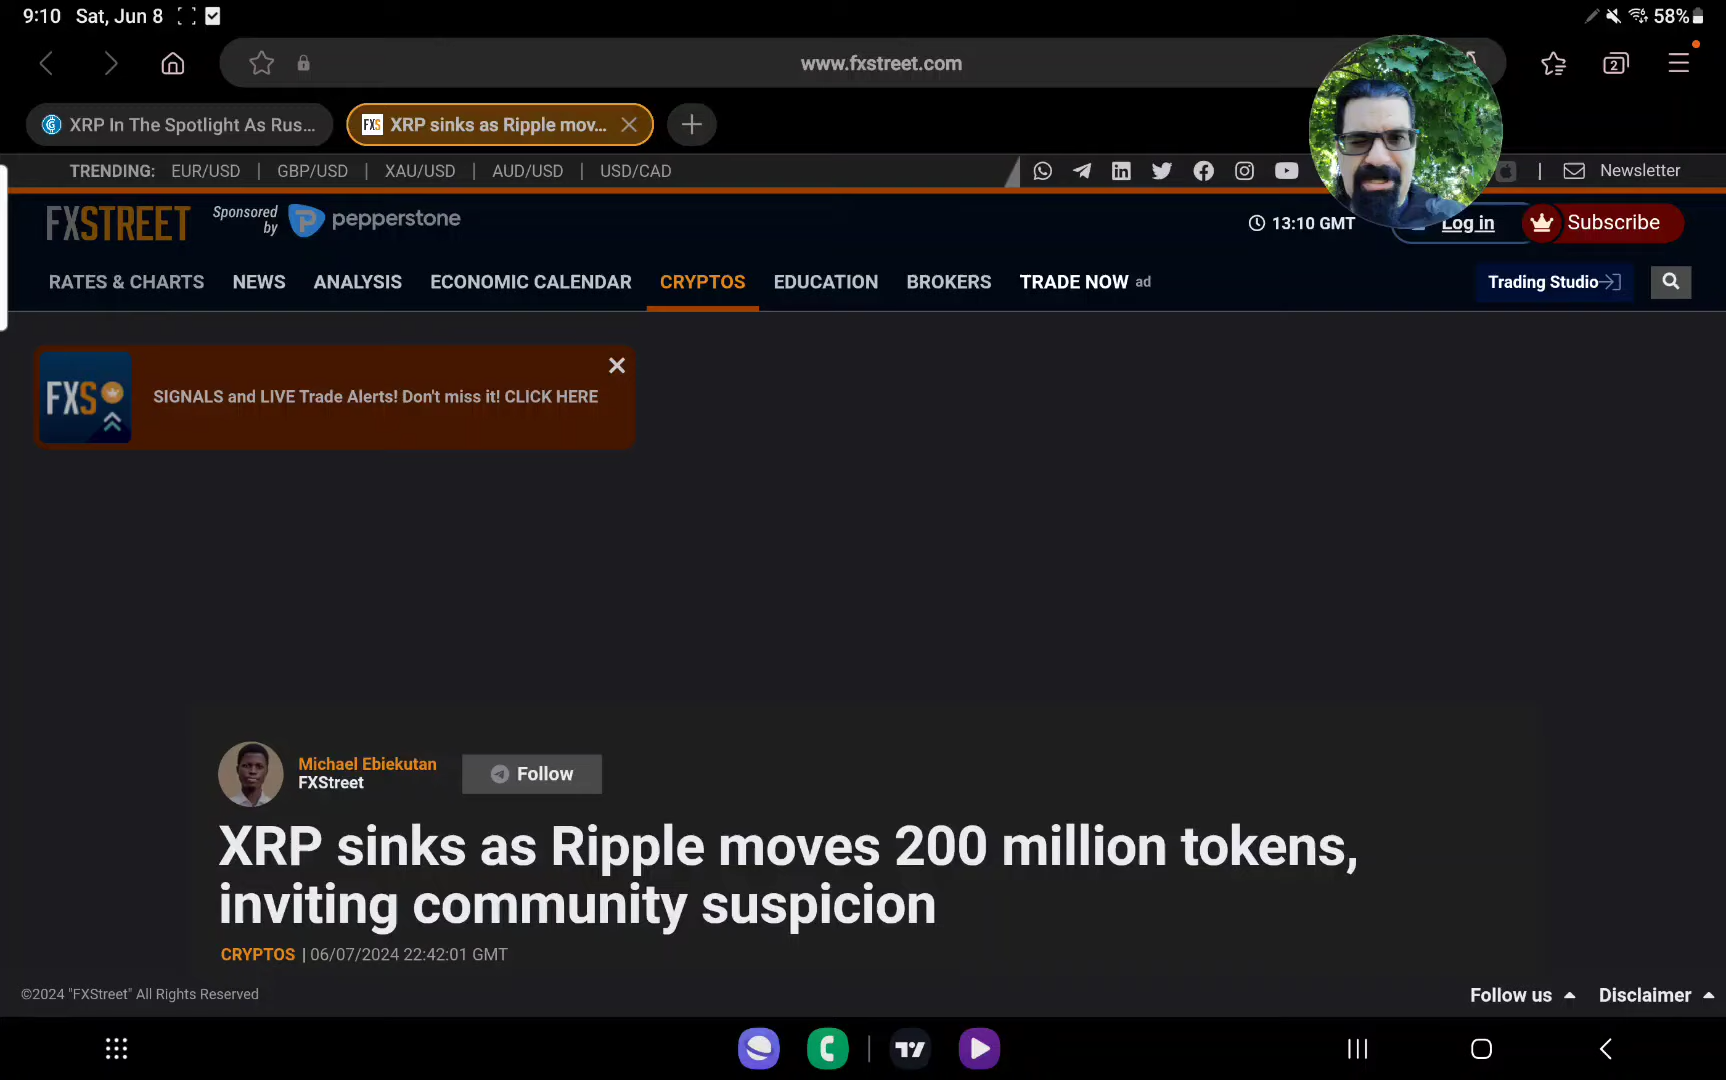 9:10 Sat, Jun 8
58%
www.fxstreet.com
2
XRP In The Spotlight As Rus...
FXS XRP sinks as Ripple mov...
TRENDING: EUR/USD | GBP/USD | XAU/USD | AUD/USD | USD/CAD
| Newsletter
FXSTREET Sponsored by pepperstone
13:10 GMT
Log in
Subscribe
RATES & CHARTS NEWS ANALYSIS ECONOMIC CALENDAR CRYPTOS EDUCATION BROKERS TRADE NOW ad
Trading Studio
FXS
SIGNALS and LIVE Trade Alerts! Don't miss it! CLICK HERE
Michael Ebiekutan
FXStreet
Follow
XRP sinks as Ripple moves 200 million tokens,
inviting community suspicion
CRYPTOS | 06/07/2024 22:42:01 GMT
©2024 "FXStreet" All Rights Reserved
Follow us
Disclaimer